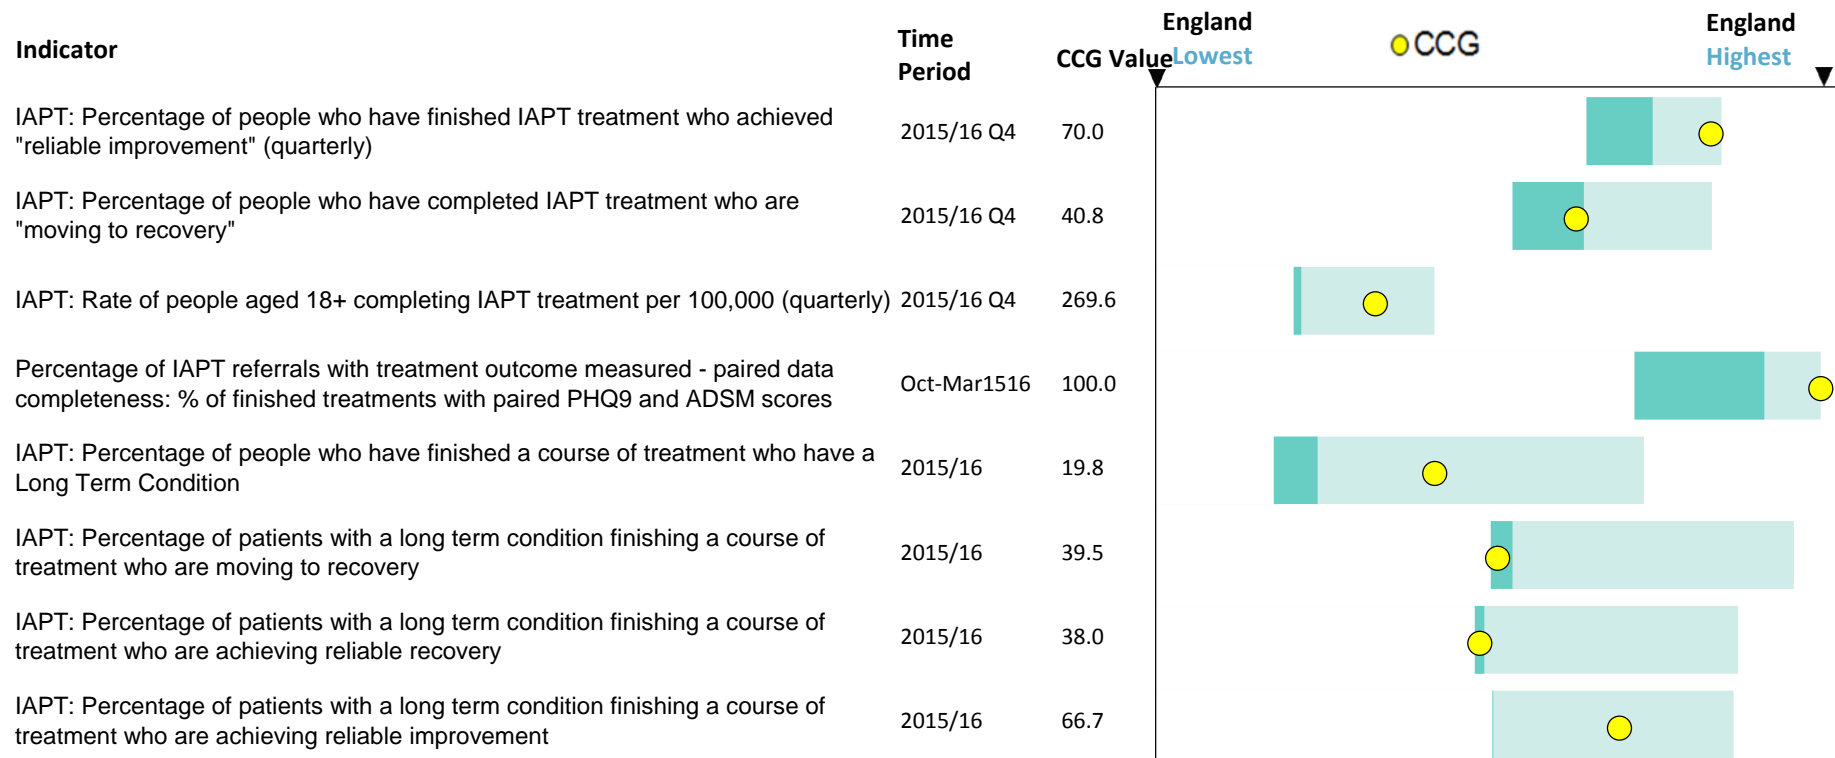 Indicator
Time
Period
CCG Value
England
Lowest
CCG
England
Highest
IAPT: Percentage of people who have finished IAPT treatment who achieved
"reliable improvement" (quarterly)
2015/16 Q4
70.0
IAPT: Percentage of people who have completed IAPT treatment who are
"moving to recovery"
2015/16 Q4
40.8
IAPT: Rate of people aged 18+ completing IAPT treatment per 100,000 (quarterly)
2015/16 Q4
269.6
Percentage of IAPT referrals with treatment outcome measured - paired data
completeness: % of finished treatments with paired PHQ9 and ADSM scores
Oct-Mar1516
100.0
IAPT: Percentage of people who have finished a course of treatment who have a
Long Term Condition
2015/16
19.8
IAPT: Percentage of patients with a long term condition finishing a course of
treatment who are moving to recovery
2015/16
39.5
IAPT: Percentage of patients with a long term condition finishing a course of
treatment who are achieving reliable recovery
2015/16
38.0
IAPT: Percentage of patients with a long term condition finishing a course of
treatment who are achieving reliable improvement
2015/16
66.7